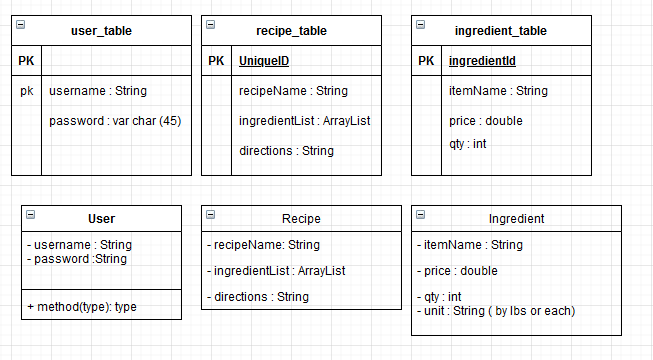 user_table
PK
pk username : String
password : var char (45)
recipe_table
PK UniqueID
recipeName : String
ingredientList : ArrayList
directions : String
ingredient_table
PK ingredientId
itemName : String
price : double
qty : int
User
- username : String
- password :String
+ method(type): type
Recipe
- recipeName: String
- ingredientList : ArrayList
- directions : String
Ingredient
- itemName : String
- price : double
- qty : int
- unit : String ( by lbs or each)